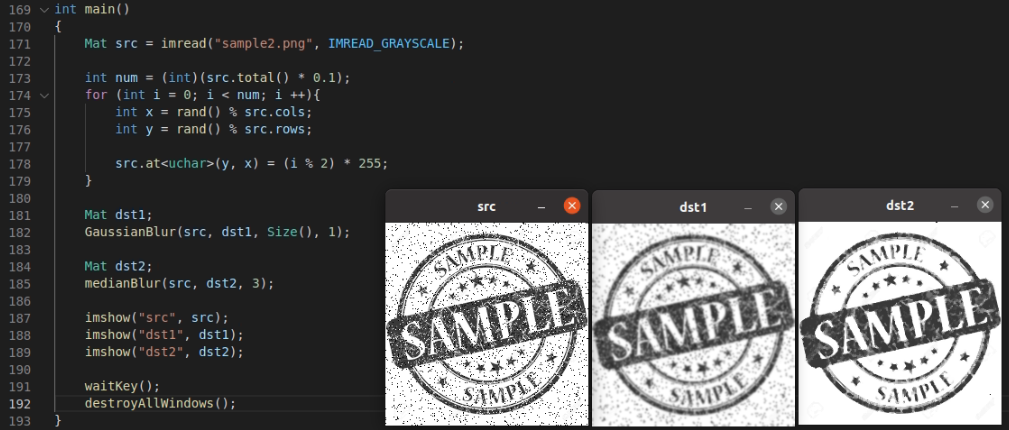 169 int main()
170 {
171 Mat src = imread("sample2.png", IMREAD_GRAYSCALE);
172
173 int num = (int)(src.total() * 0.1);
174 for (int i = 0; i < num; i ++){
175 int x = rand() % src.cols;
176 int y = rand() % src.rows;
177
178 src.at<uchar>(y, x) = (i % 2) * 255;
179 }
180
181 Mat dst1;
182 GaussianBlur(src, dst1, Size(), 1);
183
184 Mat dst2;
185 medianBlur(src, dst2, 3);
186
187 imshow("src", src);
188 imshow("dst1", dst1);
189 imshow("dst2", dst2);
190
191 waitKey();
192 destroyAllWindows();
193 }
src
SAMPLE
SAMPLE
SAMPLE
dst1
SAMPLE
SAMPLE
SAMPLE
dst2
SAMPLE
SAMPLE
SAMPLE